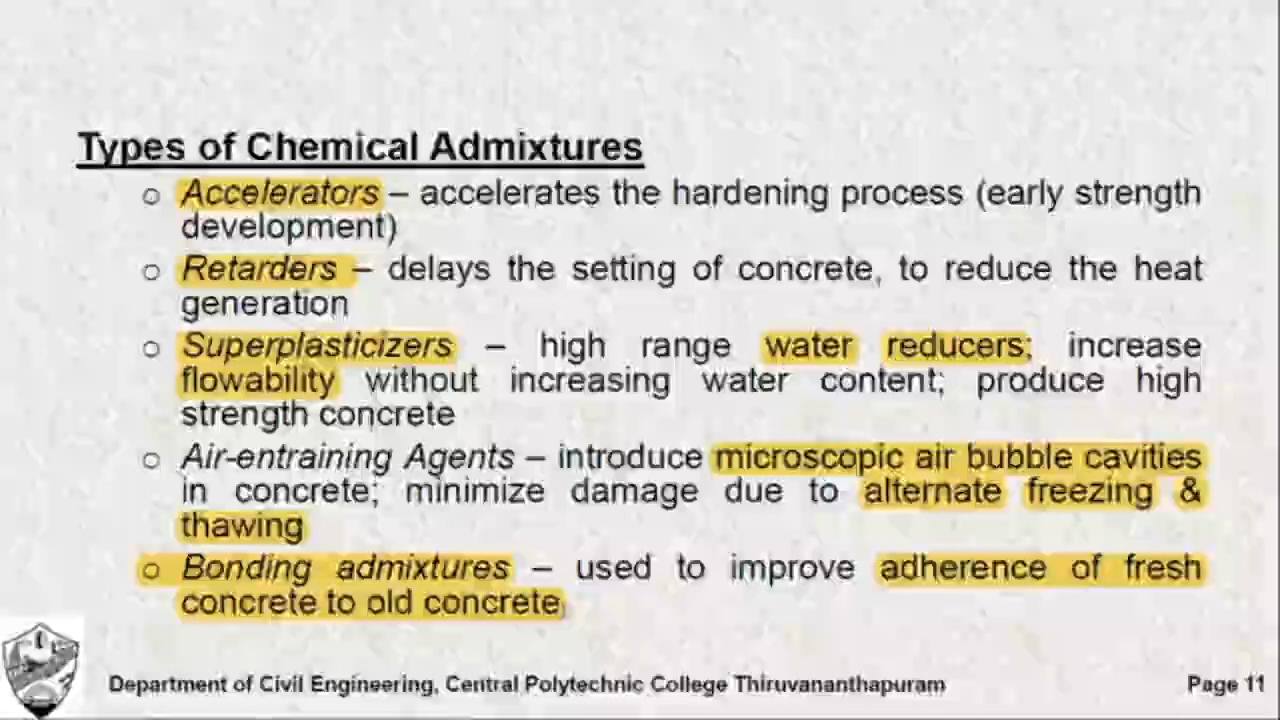 Types of Chemical Admixtures
o Accelerators – accelerates the hardening process (early strength
development)
o Retarders – delays the setting of concrete, to reduce the heat
generation
o Superplasticizers – high range water reducers; increase
flowability without increasing water content; produce high
strength concrete
o Air-entraining Agents – introduce microscopic air bubble cavities
in concrete; minimize damage due to alternate freezing &
thawing
o Bonding admixtures – used to improve adherence of fresh
concrete to old concrete
Department of Civil Engineering, Central Polytechnic College Thiruvananthapuram
Page 11